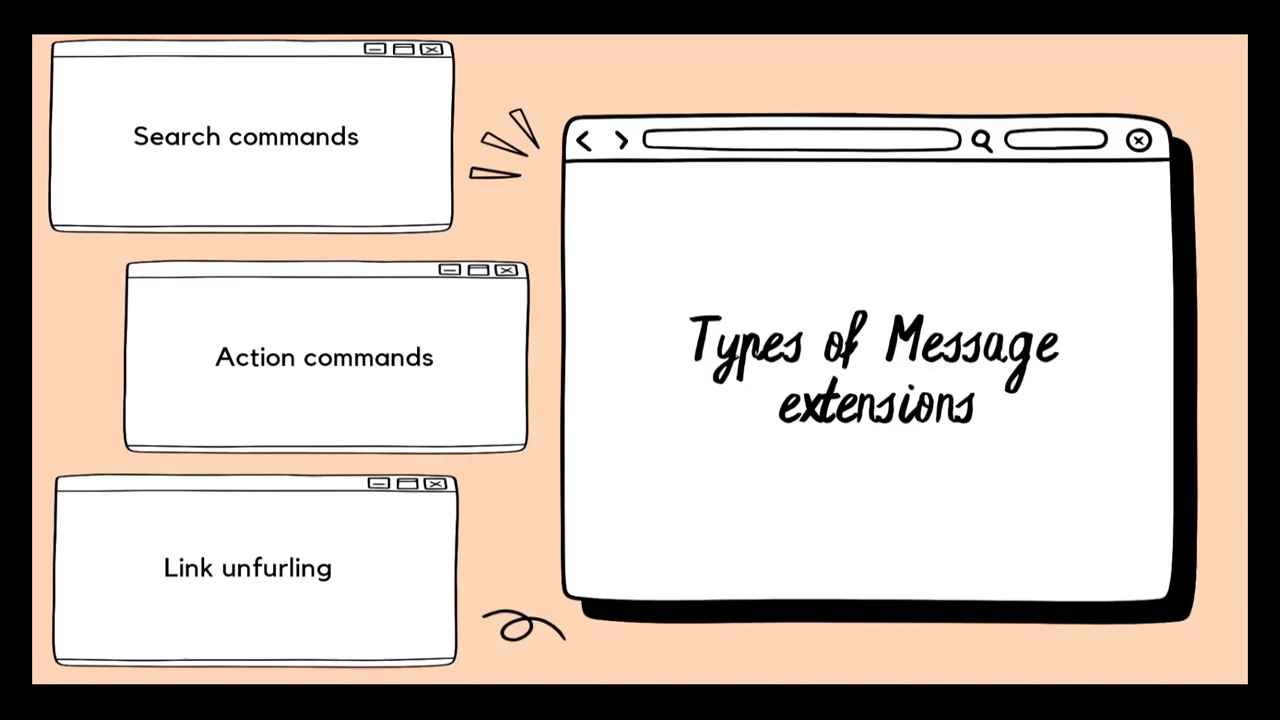 Search commands
Action commands
Link unfurling
Types of Message
extensions